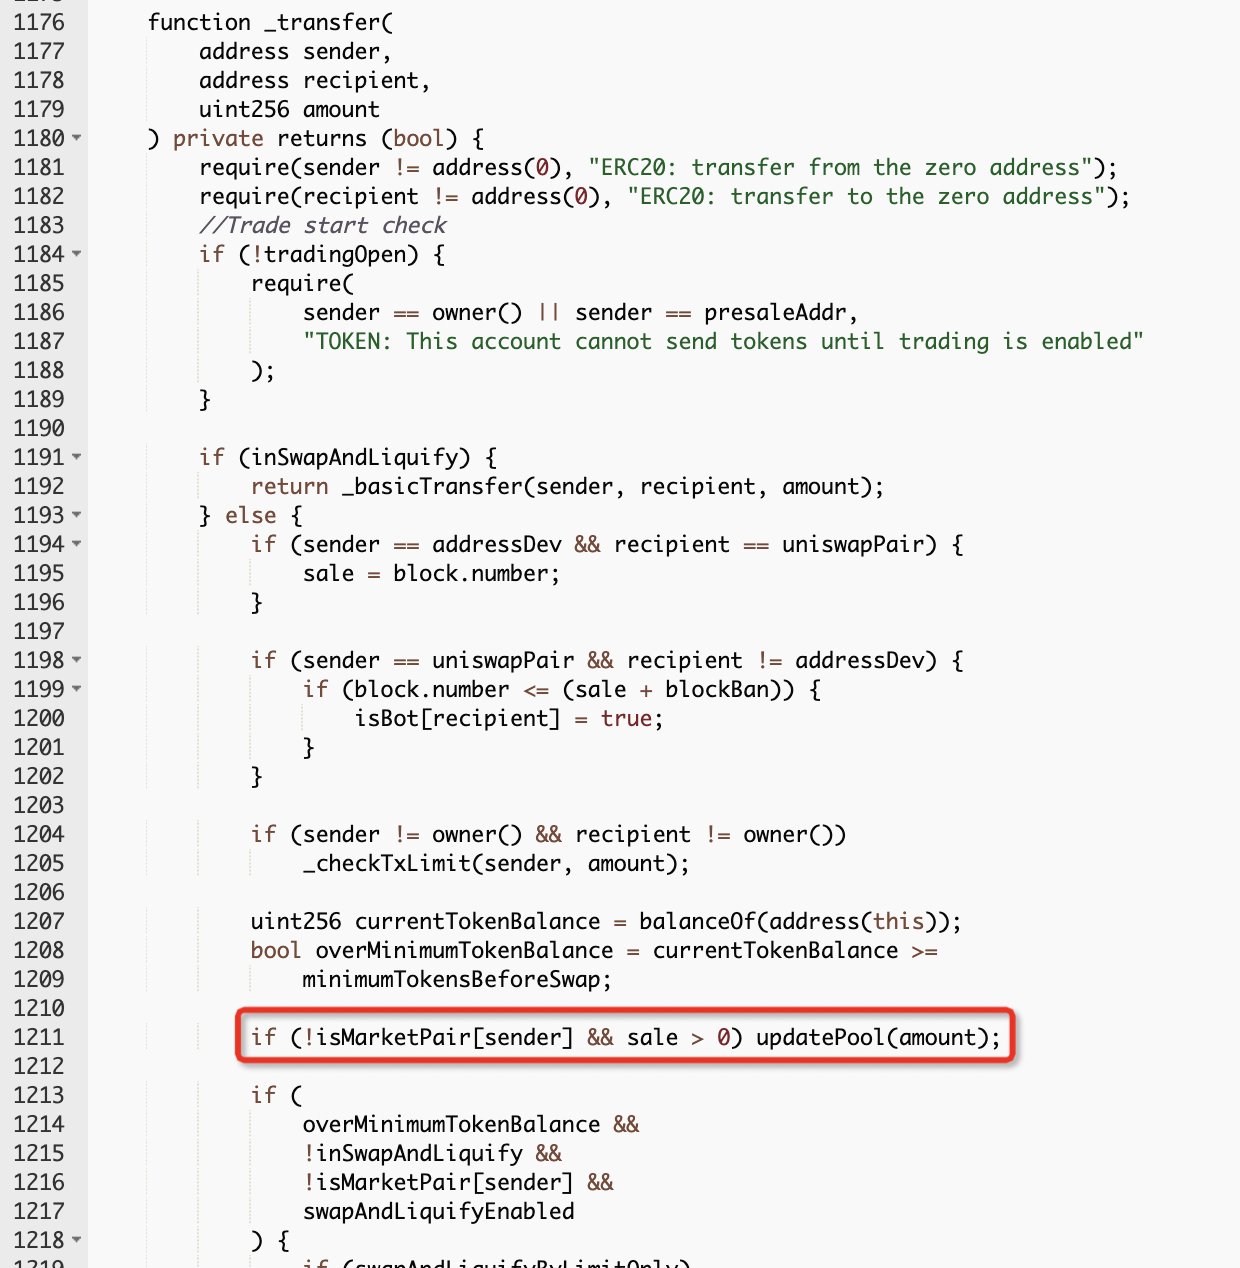 1176 function _transfer(
1177 address sender,
1178 address recipient,
1179 uint256 amount
1180 ) private returns (bool) {
1181 require(sender != address(0), "ERC20: transfer from the zero address");
1182 require(recipient != address(0), "ERC20: transfer to the zero address");
1183 //Trade start check
1184 if (!tradingOpen) {
1185 require(
1186 sender == owner() || sender == presaleAddr,
1187 "TOKEN: This account cannot send tokens until trading is enabled"
1188 );
1189 }
1190
1191 if (inSwapAndLiquify) {
1192 return _basicTransfer(sender, recipient, amount);
1193 } else {
1194 if (sender == addressDev && recipient == uniswapPair) {
1195 sale = block.number;
1196 }
1197
1198 if (sender == uniswapPair && recipient != addressDev) {
1199 if (block.number <= (sale + blockBan)) {
1200 isBot[recipient] = true;
1201 }
1202 }
1203
1204 if (sender != owner() && recipient != owner())
1205 _checkTxLimit(sender, amount);
1206
1207 uint256 currentTokenBalance = balanceOf(address(this));
1208 bool overMinimumTokenBalance = currentTokenBalance >=
1209 minimumTokensBeforeSwap;
1210
1211 if (!isMarketPair[sender] && sale > 0) updatePool(amount);
1212
1213 if (
1214 overMinimumTokenBalance &&
1215 !inSwapAndLiquify &&
1216 !isMarketPair[sender] &&
1217 swapAndLiquifyEnabled
1218 ) {
1219 if (swapAndLiquifyByLimitOnly)